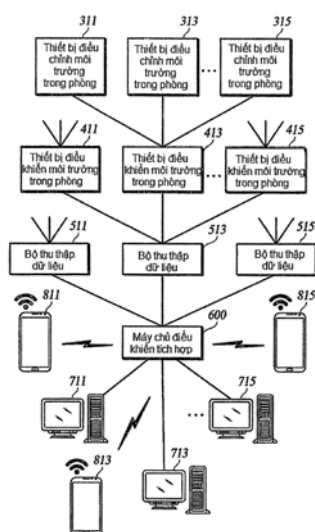 311
313
315
Thiết bị điều
chỉnh môi
trường
trong phòng
Thiết bị điều
chỉnh môi
trường
trong phòng
...
Thiết bị điều
chỉnh môi
trường
trong phòng
411
413
415
Thiết bị điều
khiển môi trường
trong phòng
Thiết bị điều
khiển môi trường
trong phòng
...
Thiết bị điều
khiển môi trường
trong phòng
511
513
515
Bộ thu thập
dữ liệu
Bộ thu thập
dữ liệu
Bộ thu thập
dữ liệu
811
600
815
Máy chủ điều
khiển tích hợp
711
715
...
813
713